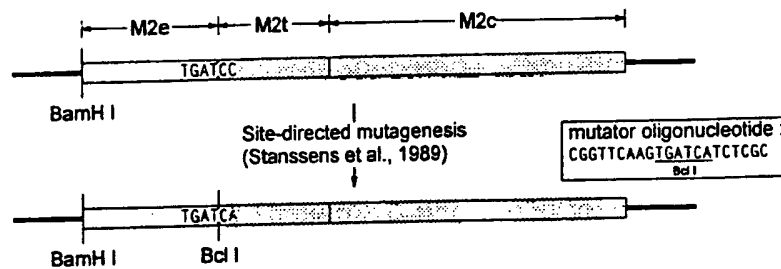 M2e M2t M2c
TGATCC
BamH I
Site-directed mutagenesis
(Stanssens et al., 1989)
mutator oligonucleotide :
CGGTTCAAGTGATCATCTCGC
Bcl I
TGATCA
BamH I Bcl I